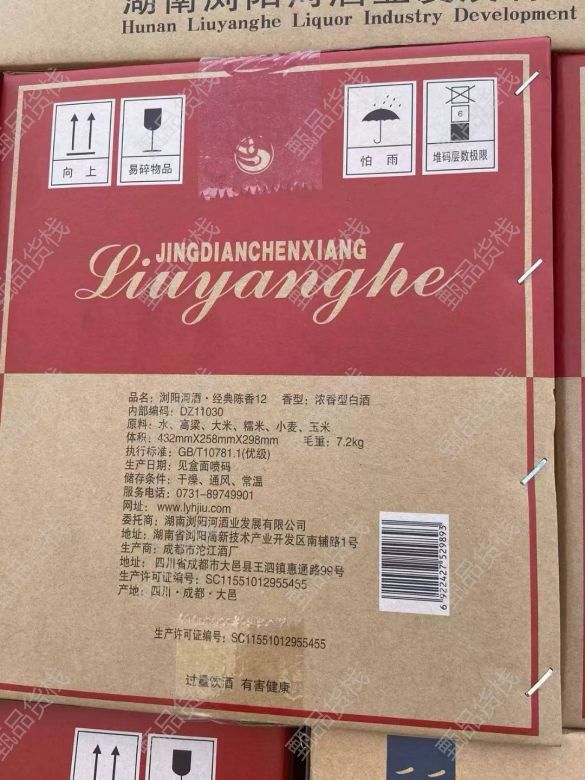 湖南浏阳河酒业发展有限
Hunan Liuyanghe Liquor Industry Development
向上
易碎物品
怕雨
6
堆码层数极限
JINGDIANCHENXIANG
Liuyanghe
品名：浏阳河酒·经典陈香12 香型：浓香型白酒
内部编码：DZ11030
原料：水、高粱、大米、糯米、小麦、玉米
体积：432mmX258mmX298mm 毛重：7.2kg
执行标准：GB/T10781.1(优级)
生产日期：见盒面喷码
储存条件：干燥、通风、常温
服务电话：0731-89749901
网址：www.lyhjiu.com
委托商：湖南浏阳河酒业发展有限公司
地址：湖南省浏阳高新技术产业开发区南辅路1号
生产商：成都市沱江酒厂
地址：四川省成都市大邑县王泗镇惠通路99号
生产许可证编号：SC11551012955455
产地：四川·成都·大邑
6922427529893
生产许可证编号：SC11551012955455
过量饮酒 有害健康
甄品货栈